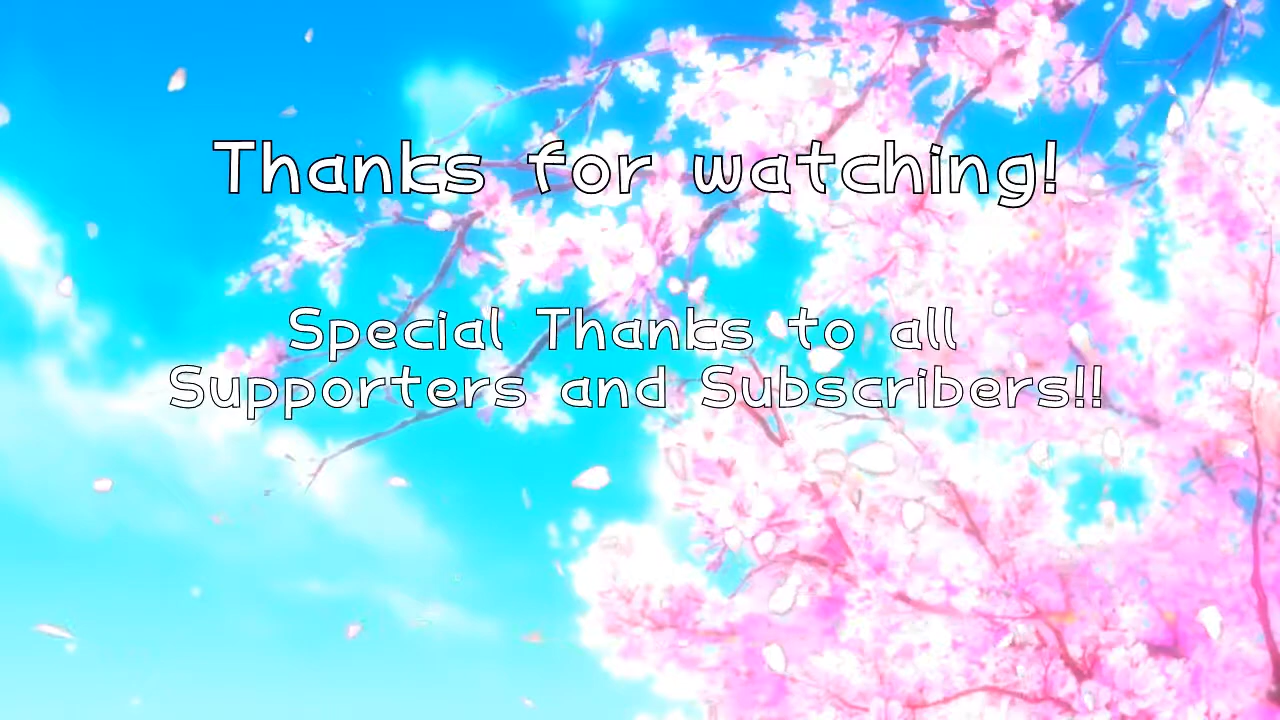 Thanks for watching!
Special Thanks to all
Supporters and Subscribers!!